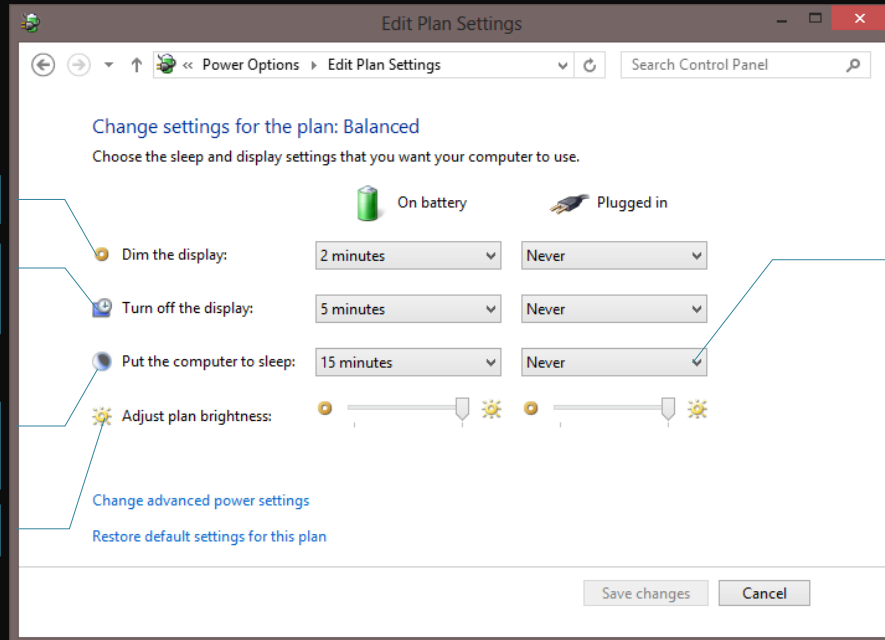 Edit Plan Settings
« Power Options Edit Plan Settings
Search Control Panel
Change settings for the plan: Balanced
Choose the sleep and display settings that you want your computer to use.
On battery
Plugged in
Dim the display:
2 minutes
Never
Turn off the display:
5 minutes
Never
Put the computer to sleep:
15 minutes
Never
Adjust plan brightness:
Change advanced power settings
Restore default settings for this plan
Save changes
Cancel